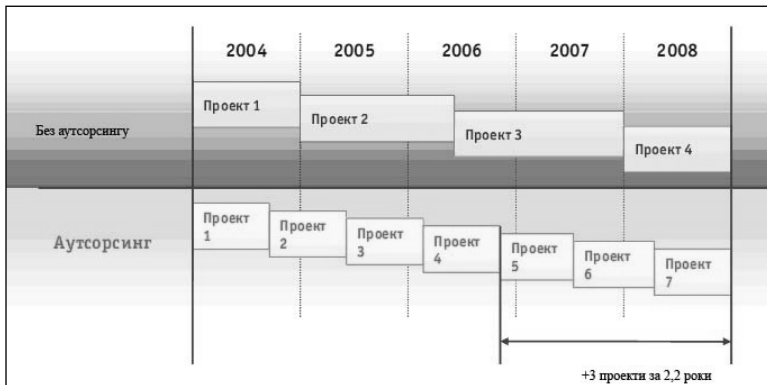 2004 2005 2006 2007 2008
Проект 1
Проект 2
Проект 3
Проект 4
Без аутсорсингу
Аутсорсинг
Проект
1
Проект
2
Проект
3
Проект
4
Проект
5
Проект
6
Проект
7
+3 проекти за 2,2 роки